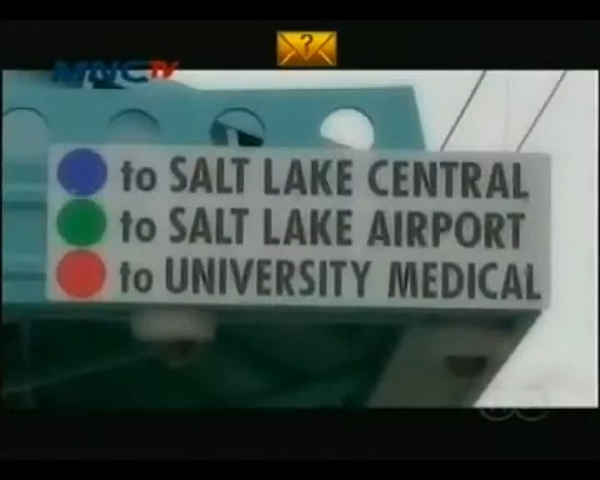 ?
MNCTV
to SALT LAKE CENTRAL
to SALT LAKE AIRPORT
to UNIVERSITY MEDICAL